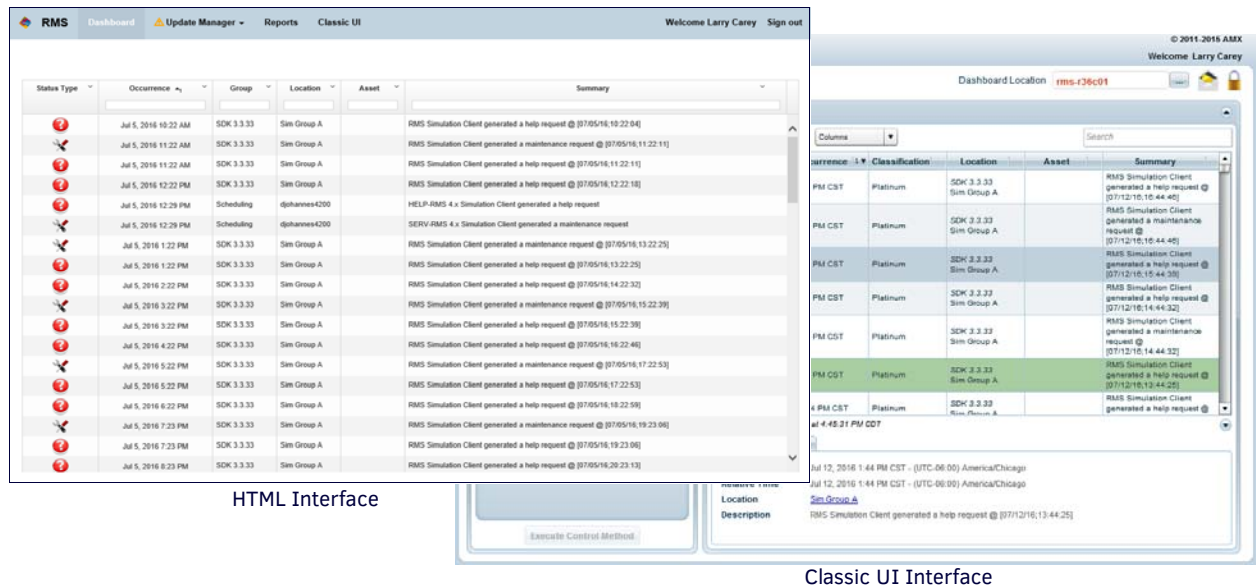 RMS Dashboard Update Manager Reports Classic UI Welcome Larry Carey Sign out
Status Type Occurrence Group Location Asset Summary
Jul 5, 2016 10:22 AM SDK 3.3.33 Sim Group A RMS Simulation Client generated a help request @ [07/05/16;10:22:04]
Jul 5, 2016 11:22 AM SDK 3.3.33 Sim Group A RMS Simulation Client generated a maintenance request @ [07/05/16;11:22:11]
Jul 5, 2016 11:22 AM SDK 3.3.33 Sim Group A RMS Simulation Client generated a help request @ [07/05/16;11:22:11]
Jul 5, 2016 12:22 PM SDK 3.3.33 Sim Group A RMS Simulation Client generated a help request @ [07/05/16;12:22:18]
Jul 5, 2016 12:29 PM Scheduling djohannes4200 HELP-RMS 4.x Simulation Client generated a help request
Jul 5, 2016 12:29 PM Scheduling djohannes4200 SERV-RMS 4.x Simulation Client generated a maintenance request
Jul 5, 2016 1:22 PM SDK 3.3.33 Sim Group A RMS Simulation Client generated a maintenance request @ [07/05/16;13:22:25]
Jul 5, 2016 1:22 PM SDK 3.3.33 Sim Group A RMS Simulation Client generated a help request @ [07/05/16;13:22:25]
Jul 5, 2016 2:22 PM SDK 3.3.33 Sim Group A RMS Simulation Client generated a help request @ [07/05/16;14:22:32]
Jul 5, 2016 3:22 PM SDK 3.3.33 Sim Group A RMS Simulation Client generated a maintenance request @ [07/05/16;15:22:39]
Jul 5, 2016 3:22 PM SDK 3.3.33 Sim Group A RMS Simulation Client generated a help request @ [07/05/16;15:22:39]
Jul 5, 2016 4:22 PM SDK 3.3.33 Sim Group A RMS Simulation Client generated a help request @ [07/05/16;16:22:46]
Jul 5, 2016 5:22 PM SDK 3.3.33 Sim Group A RMS Simulation Client generated a maintenance request @ [07/05/16;17:22:53]
Jul 5, 2016 5:22 PM SDK 3.3.33 Sim Group A RMS Simulation Client generated a help request @ [07/05/16;17:22:53]
Jul 5, 2016 6:22 PM SDK 3.3.33 Sim Group A RMS Simulation Client generated a help request @ [07/05/16;18:22:59]
Jul 5, 2016 7:23 PM SDK 3.3.33 Sim Group A RMS Simulation Client generated a maintenance request @ [07/05/16;19:23:06]
Jul 5, 2016 7:23 PM SDK 3.3.33 Sim Group A RMS Simulation Client generated a help request @ [07/05/16;19:23:06]
Jul 5, 2016 8:23 PM SDK 3.3.33 Sim Group A RMS Simulation Client generated a help request @ [07/05/16;20:23:13]
HTML Interface
© 2011-2015 AMX
Welcome Larry Carey
Dashboard Location rms-r36c01
Columns Search
urrence 1 Classification Location Asset Summary
RMS Simulation Client
SDK 3.3.33 generated a help request @
PM CST Platinum Sim Group A [07/12/16;16:44:46]
RMS Simulation Client
SDK 3.3.33 generated a maintenance
PM CST Platinum Sim Group A request @
[07/12/16;16:44:46]
RMS Simulation Client
SDK 3.3.33 generated a help request @
PM CST Platinum Sim Group A [07/12/16;15:44:39]
RMS Simulation Client
SDK 3.3.33 generated a help request @
PM CST Platinum Sim Group A [07/12/16;14:44:32]
RMS Simulation Client
SDK 3.3.33 generated a maintenance
PM CST Platinum Sim Group A request @
[07/12/16;14:44:32]
RMS Simulation Client
SDK 3.3.33 generated a help request @
PM CST Platinum Sim Group A [07/12/16;13:44:25]
RMS Simulation Client
4 PM CST Platinum SDK 3.3.33 generated a help request @
Sim Group A
at 4:45:31 PM CDT
Jul 12, 2016 1:44 PM CST - (UTC-06:00) America/Chicago
Relative Time Jul 12, 2016 1:44 PM CST - (UTC-06:00) America/Chicago
Location Sim Group A
Description RMS Simulation Client generated a help request @ [07/12/16;13:44:25]
Execute Control Method
Classic UI Interface